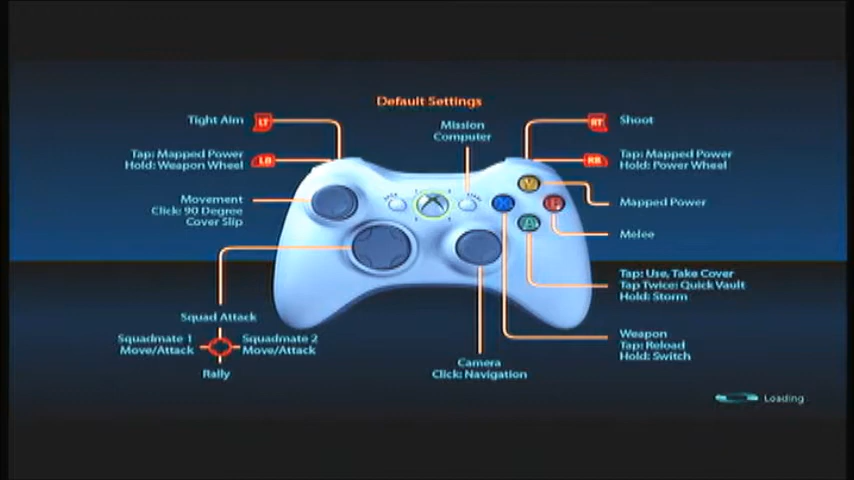 Default Settings
Tight Aim
LT
Mission
Computer
RT
Shoot
Tap: Mapped Power
Hold: Weapon Wheel
LB
RB
Tap: Mapped Power
Hold: Power Wheel
Movement
Click: 90 Degree
Cover Slip
BACK
START
Y
X
B
A
Mapped Power
Melee
Tap: Use, Take Cover
Tap Twice: Quick Vault
Hold: Storm
Squad Attack
Squadmate 1
Move/Attack
Squadmate 2
Move/Attack
Rally
Weapon
Tap: Reload
Hold: Switch
Camera
Click: Navigation
Loading